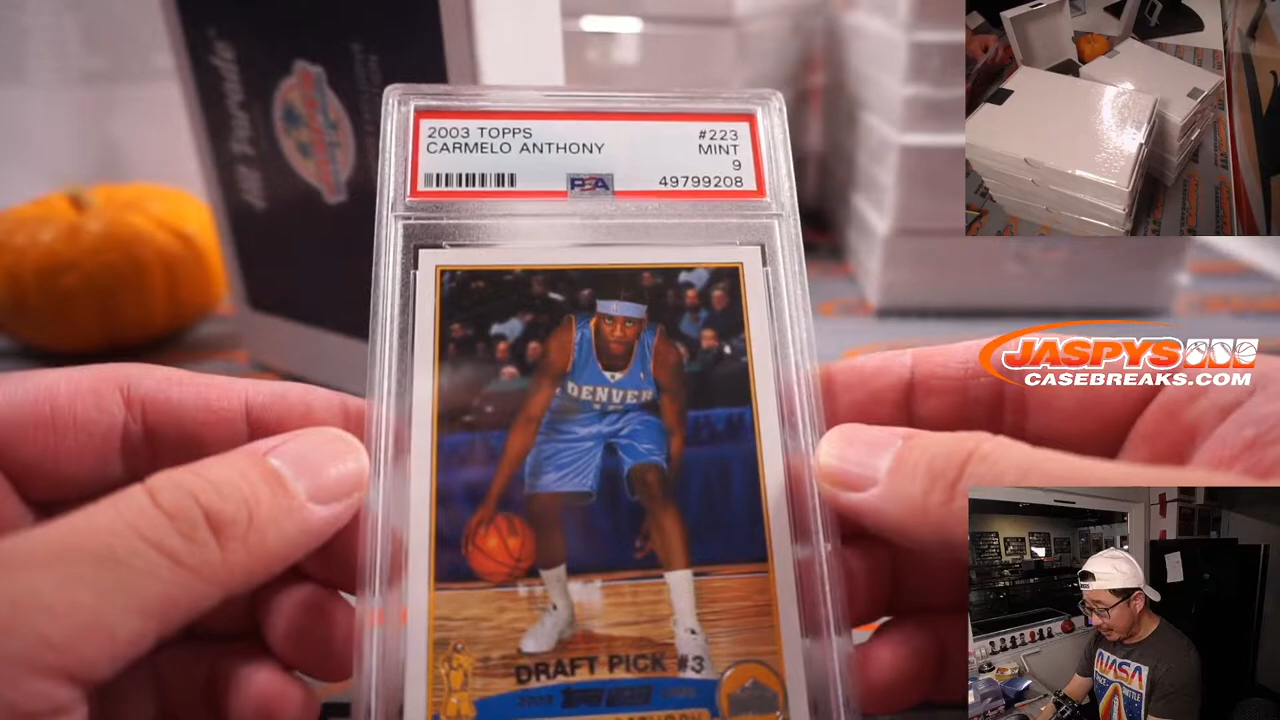 2003 TOPPS #223
CARMELO ANTHONY MINT
9
PSA 49799208
DENVER
DRAFT PICK #3
JASPYS
CASEBREAKS.COM
NASA